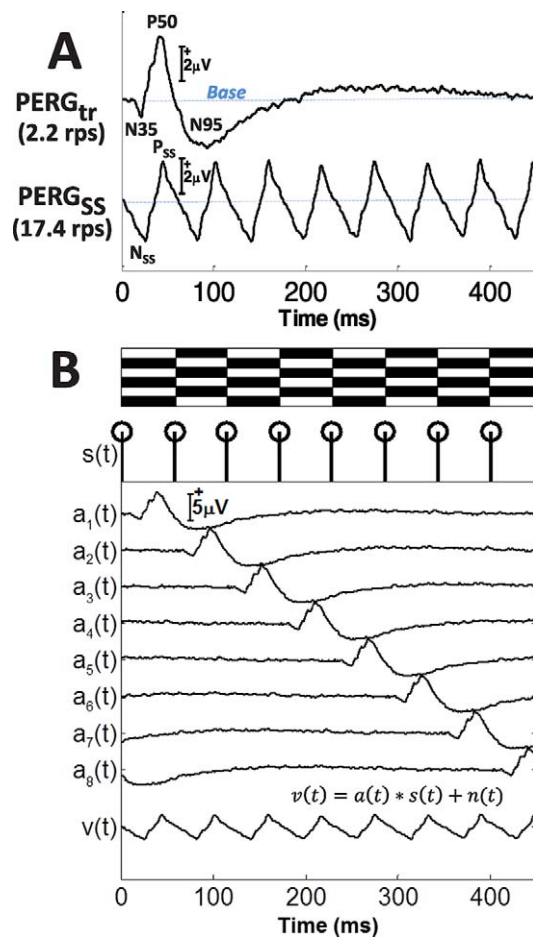 A
P50
+
2μV
PERGtr
(2.2 rps)
Base
N35
N95
Pss
+
2μV
PERGSS
(17.4 rps)
Nss
0 100 200 300 400
Time (ms)
B
s(t)
+
5μV
a1(t)
a2(t)
a3(t)
a4(t)
a5(t)
a6(t)
a7(t)
a8(t)
v(t) = a(t) * s(t) + n(t)
v(t)
0 100 200 300 400
Time (ms)